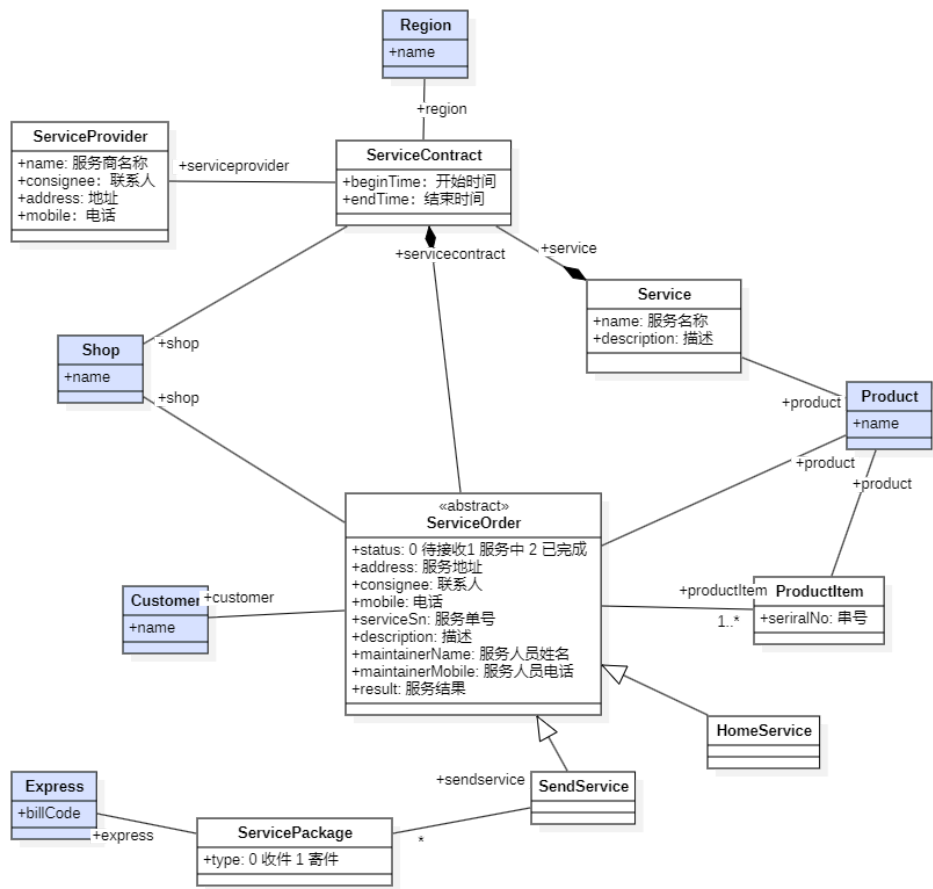 Region
+name
+region
ServiceProvider
+name: 服务商名称
+consignee：联系人
+address: 地址
+mobile：电话
+serviceprovider
ServiceContract
+beginTime：开始时间
+endTime：结束时间
+servicecontract
+service
Service
+name: 服务名称
+description: 描述
Shop
+name
+shop
+shop
Product
+name
+product
+product
+product
«abstract»
ServiceOrder
+status: 0 待接收1 服务中 2 已完成
+address: 服务地址
+consignee: 联系人
+mobile: 电话
+serviceSn: 服务单号
+description: 描述
+maintainerName: 服务人员姓名
+maintainerMobile: 服务人员电话
+result: 服务结果
Customer
+name
+customer
+productItem
1..*
ProductItem
+seriralNo: 串号
HomeService
Express
+billCode
+express
+sendservice
SendService
ServicePackage
+type: 0 收件 1 寄件
*